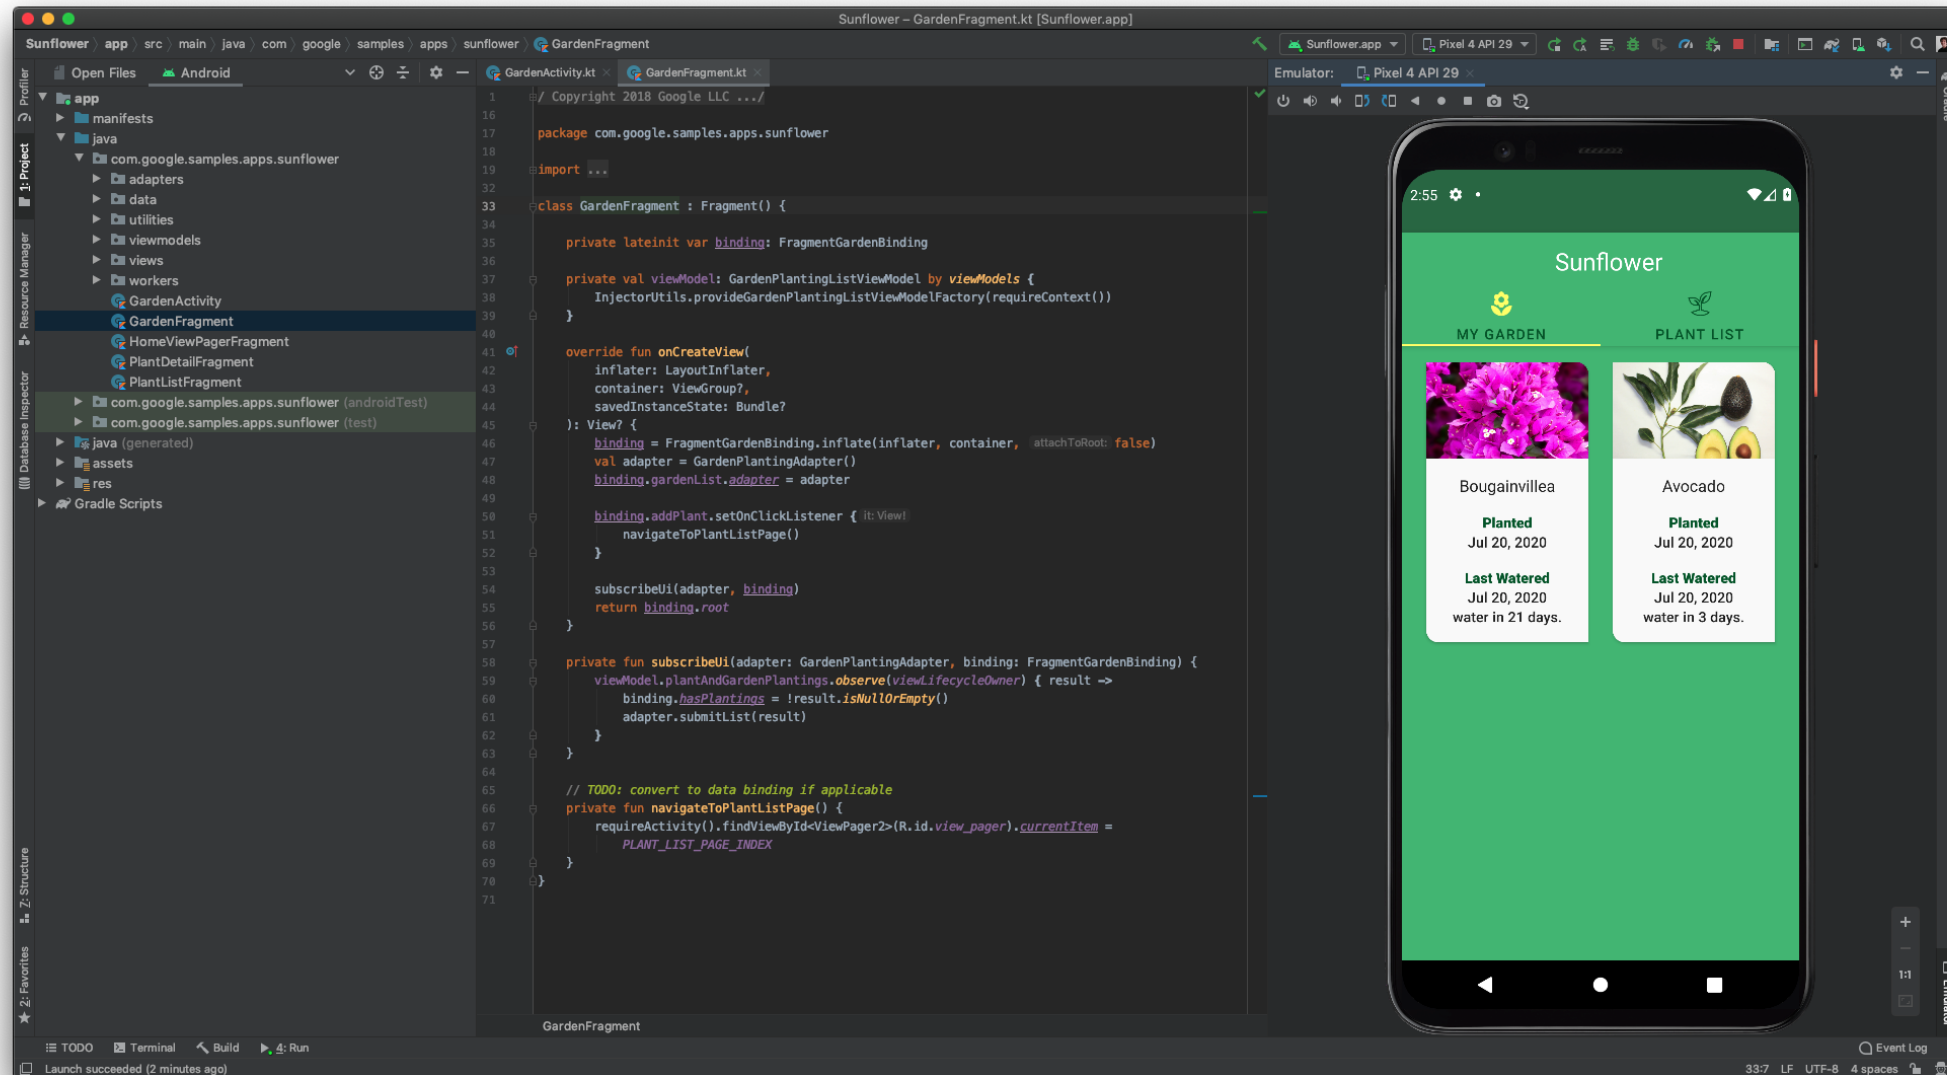 Sunflower – GardenFragment.kt [Sunflower.app]
Sunflower app src main java com google samples apps sunflower GardenFragment
Sunflower.app Pixel 4 API 29
Open Files Android
GardenActivity.kt GardenFragment.kt
Emulator: Pixel 4 API 29
Profiler
1: Project
Resource Manager
Database Inspector
Z: Structure
2: Favorites
app
manifests
java
com.google.samples.apps.sunflower
adapters
data
utilities
viewmodels
views
workers
GardenActivity
GardenFragment
HomeViewPagerFragment
PlantDetailFragment
PlantListFragment
com.google.samples.apps.sunflower (androidTest)
com.google.samples.apps.sunflower (test)
java (generated)
assets
res
Gradle Scripts
1 / Copyright 2018 Google LLC .../
16
17 package com.google.samples.apps.sunflower
18
19 import ...
32
33 class GardenFragment : Fragment() {
34
35 private lateinit var binding: FragmentGardenBinding
36
37 private val viewModel: GardenPlantingListViewModel by viewModels {
38 InjectorUtils.provideGardenPlantingListViewModelFactory(requireContext())
39 }
40
41 override fun onCreateView(
42 inflater: LayoutInflater,
43 container: ViewGroup?,
44 savedInstanceState: Bundle?
45 ): View? {
46 binding = FragmentGardenBinding.inflate(inflater, container, attachToRoot: false)
47 val adapter = GardenPlantingAdapter()
48 binding.gardenList.adapter = adapter
49
50 binding.addPlant.setOnClickListener { it: View!
51 navigateToPlantListPage()
52 }
53
54 subscribeUi(adapter, binding)
55 return binding.root
56 }
57
58 private fun subscribeUi(adapter: GardenPlantingAdapter, binding: FragmentGardenBinding) {
59 viewModel.plantAndGardenPlantings.observe(viewLifecycleOwner) { result ->
60 binding.hasPlantings = !result.isNullOrEmpty()
61 adapter.submitList(result)
62 }
63 }
64
65 // TODO: convert to data binding if applicable
66 private fun navigateToPlantListPage() {
67 requireActivity().findViewById<ViewPager2>(R.id.view_pager).currentItem =
68 PLANT_LIST_PAGE_INDEX
69 }
70 }
71
GardenFragment
2:55
Sunflower
MY GARDEN PLANT LIST
Bougainvillea
Planted
Jul 20, 2020
Last Watered
Jul 20, 2020
water in 21 days.
Avocado
Planted
Jul 20, 2020
Last Watered
Jul 20, 2020
water in 3 days.
1:1
TODO Terminal Build 4: Run
Event Log
Launch succeeded (2 minutes ago)
33:7 LF UTF-8 4 spaces